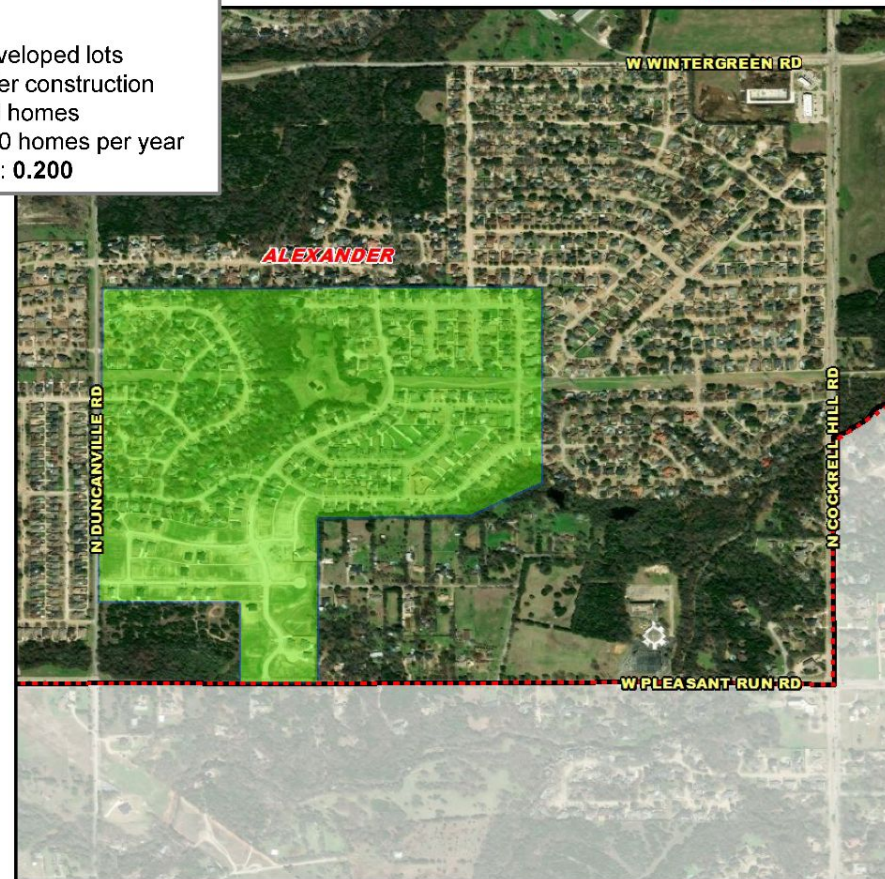 veloped lots
er construction
homes
0 homes per year
: 0.200
W WINTERGREEN RD
ALEXANDER
N DUNCANVILLE RD
N COCKRELL HILL RD
W PLEASANT RUN RD